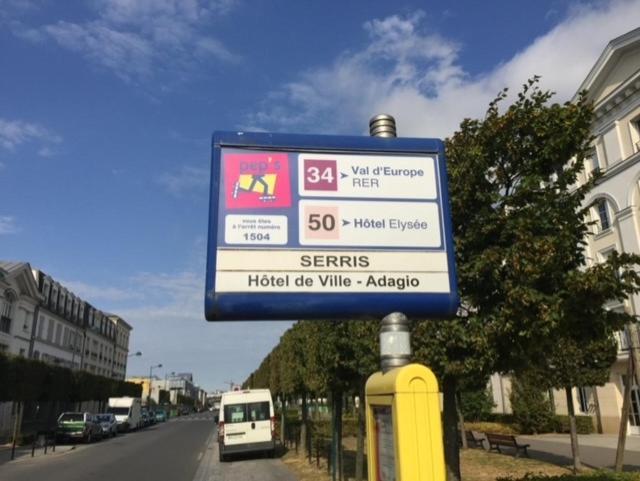 pep's
34 Val d'Europe
RER
vous êtes
à l'arrêt numéro
1504
50 Hôtel Elysée
SERRIS
Hôtel de Ville - Adagio